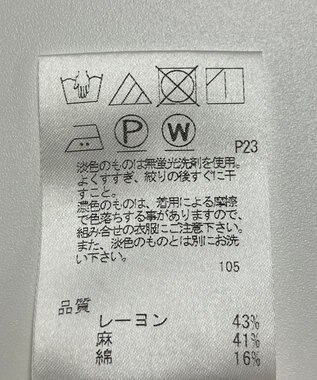 P W P23
淡色のものは無蛍光洗剤を使用。
よくすすぎ、絞りの後すぐに干
すこと。
濃色のものは、着用による摩擦
で色落ちする事がありますので、
組み合せの衣服にご注意下さい。
また、淡色のものとは別にお洗
い下さい。
105
品質
レーヨン 43%
麻 41%
綿 16%